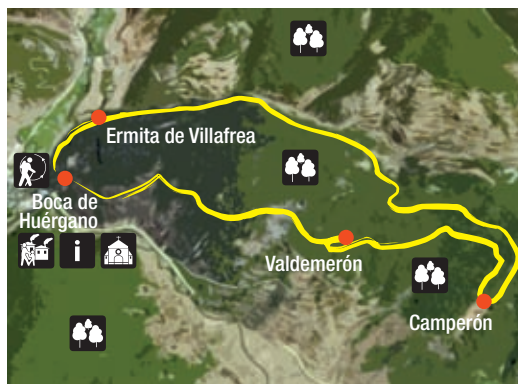 Ermita de Villafrea
Boca de
Huérgano
i
Valdemerón
Camperón